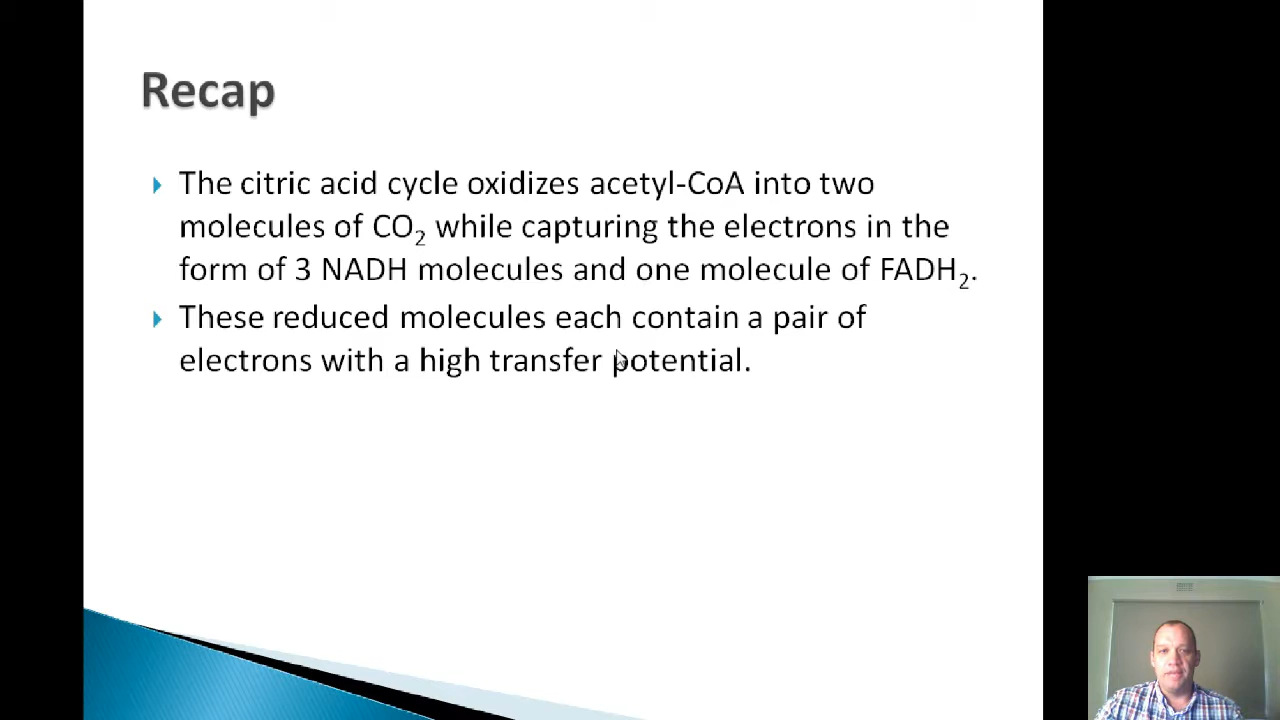 Recap
The citric acid cycle oxidizes acetyl-CoA into two
molecules of CO₂ while capturing the electrons in the
form of 3 NADH molecules and one molecule of FADH₂.
These reduced molecules each contain a pair of
electrons with a high transfer potential.